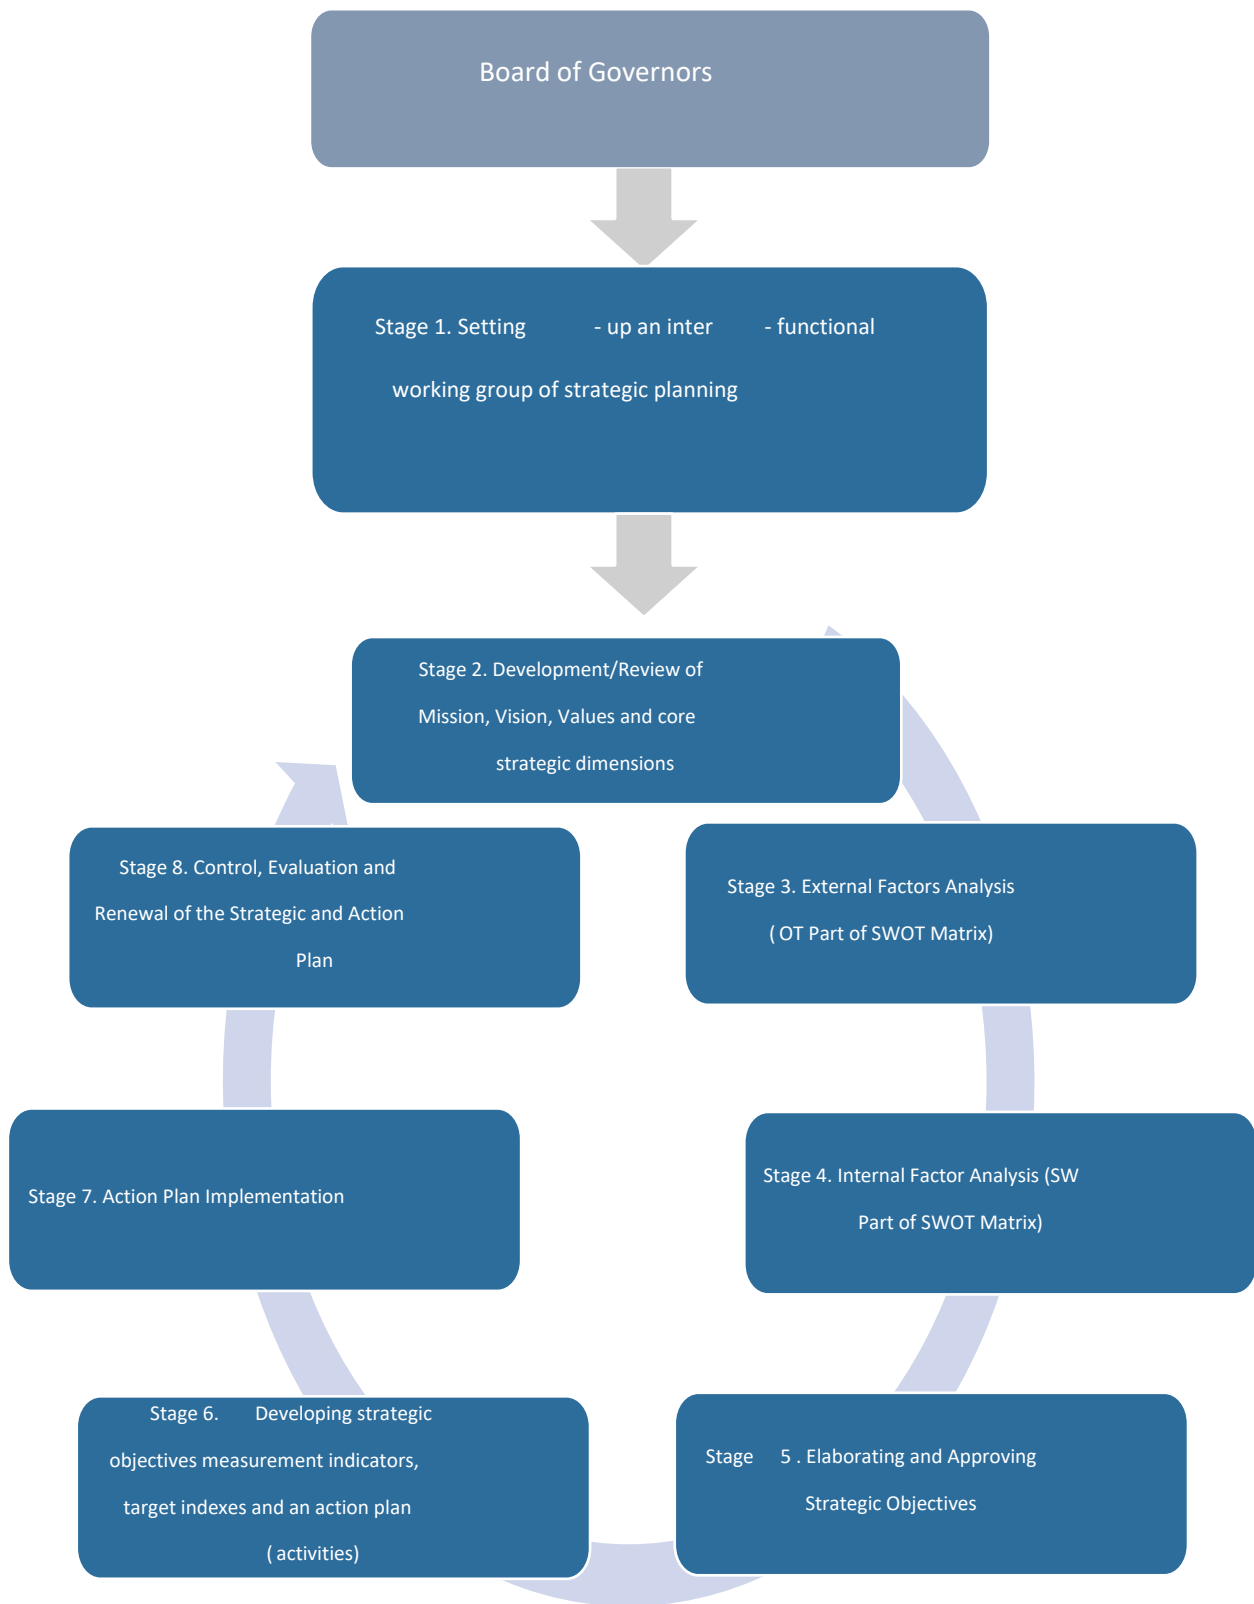 Board of Governors
Stage 1. Setting - up an inter - functional
working group of strategic planning
Stage 2. Development/Review of
Mission, Vision, Values and core
strategic dimensions
Stage 3. External Factors Analysis
( OT Part of SWOT Matrix)
Stage 4. Internal Factor Analysis (SW
Part of SWOT Matrix)
Stage 5 . Elaborating and Approving
Strategic Objectives
Stage 6. Developing strategic
objectives measurement indicators,
target indexes and an action plan
( activities)
Stage 7. Action Plan Implementation
Stage 8. Control, Evaluation and
Renewal of the Strategic and Action
Plan